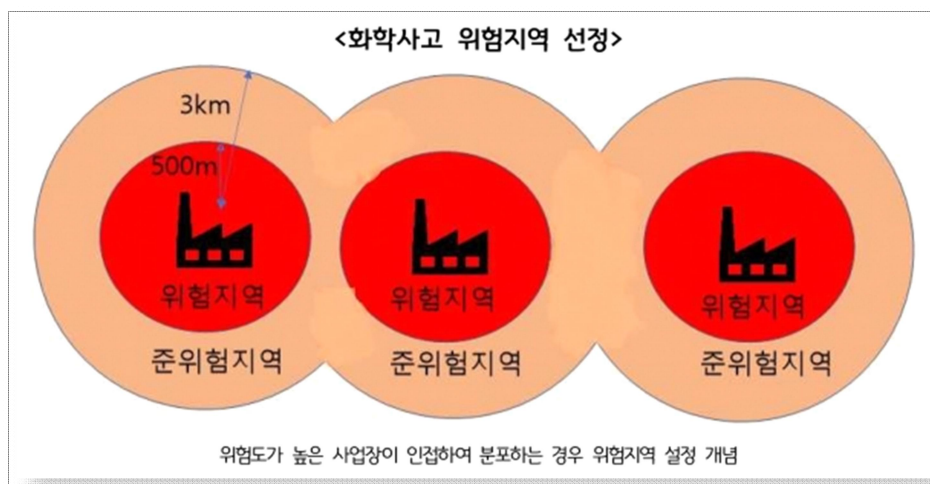 <화학사고 위험지역 선정>
3km
500m
위험지역
위험지역
위험지역
준위험지역
준위험지역
준위험지역
위험도가 높은 사업장이 인접하여 분포하는 경우 위험지역 설정 개념